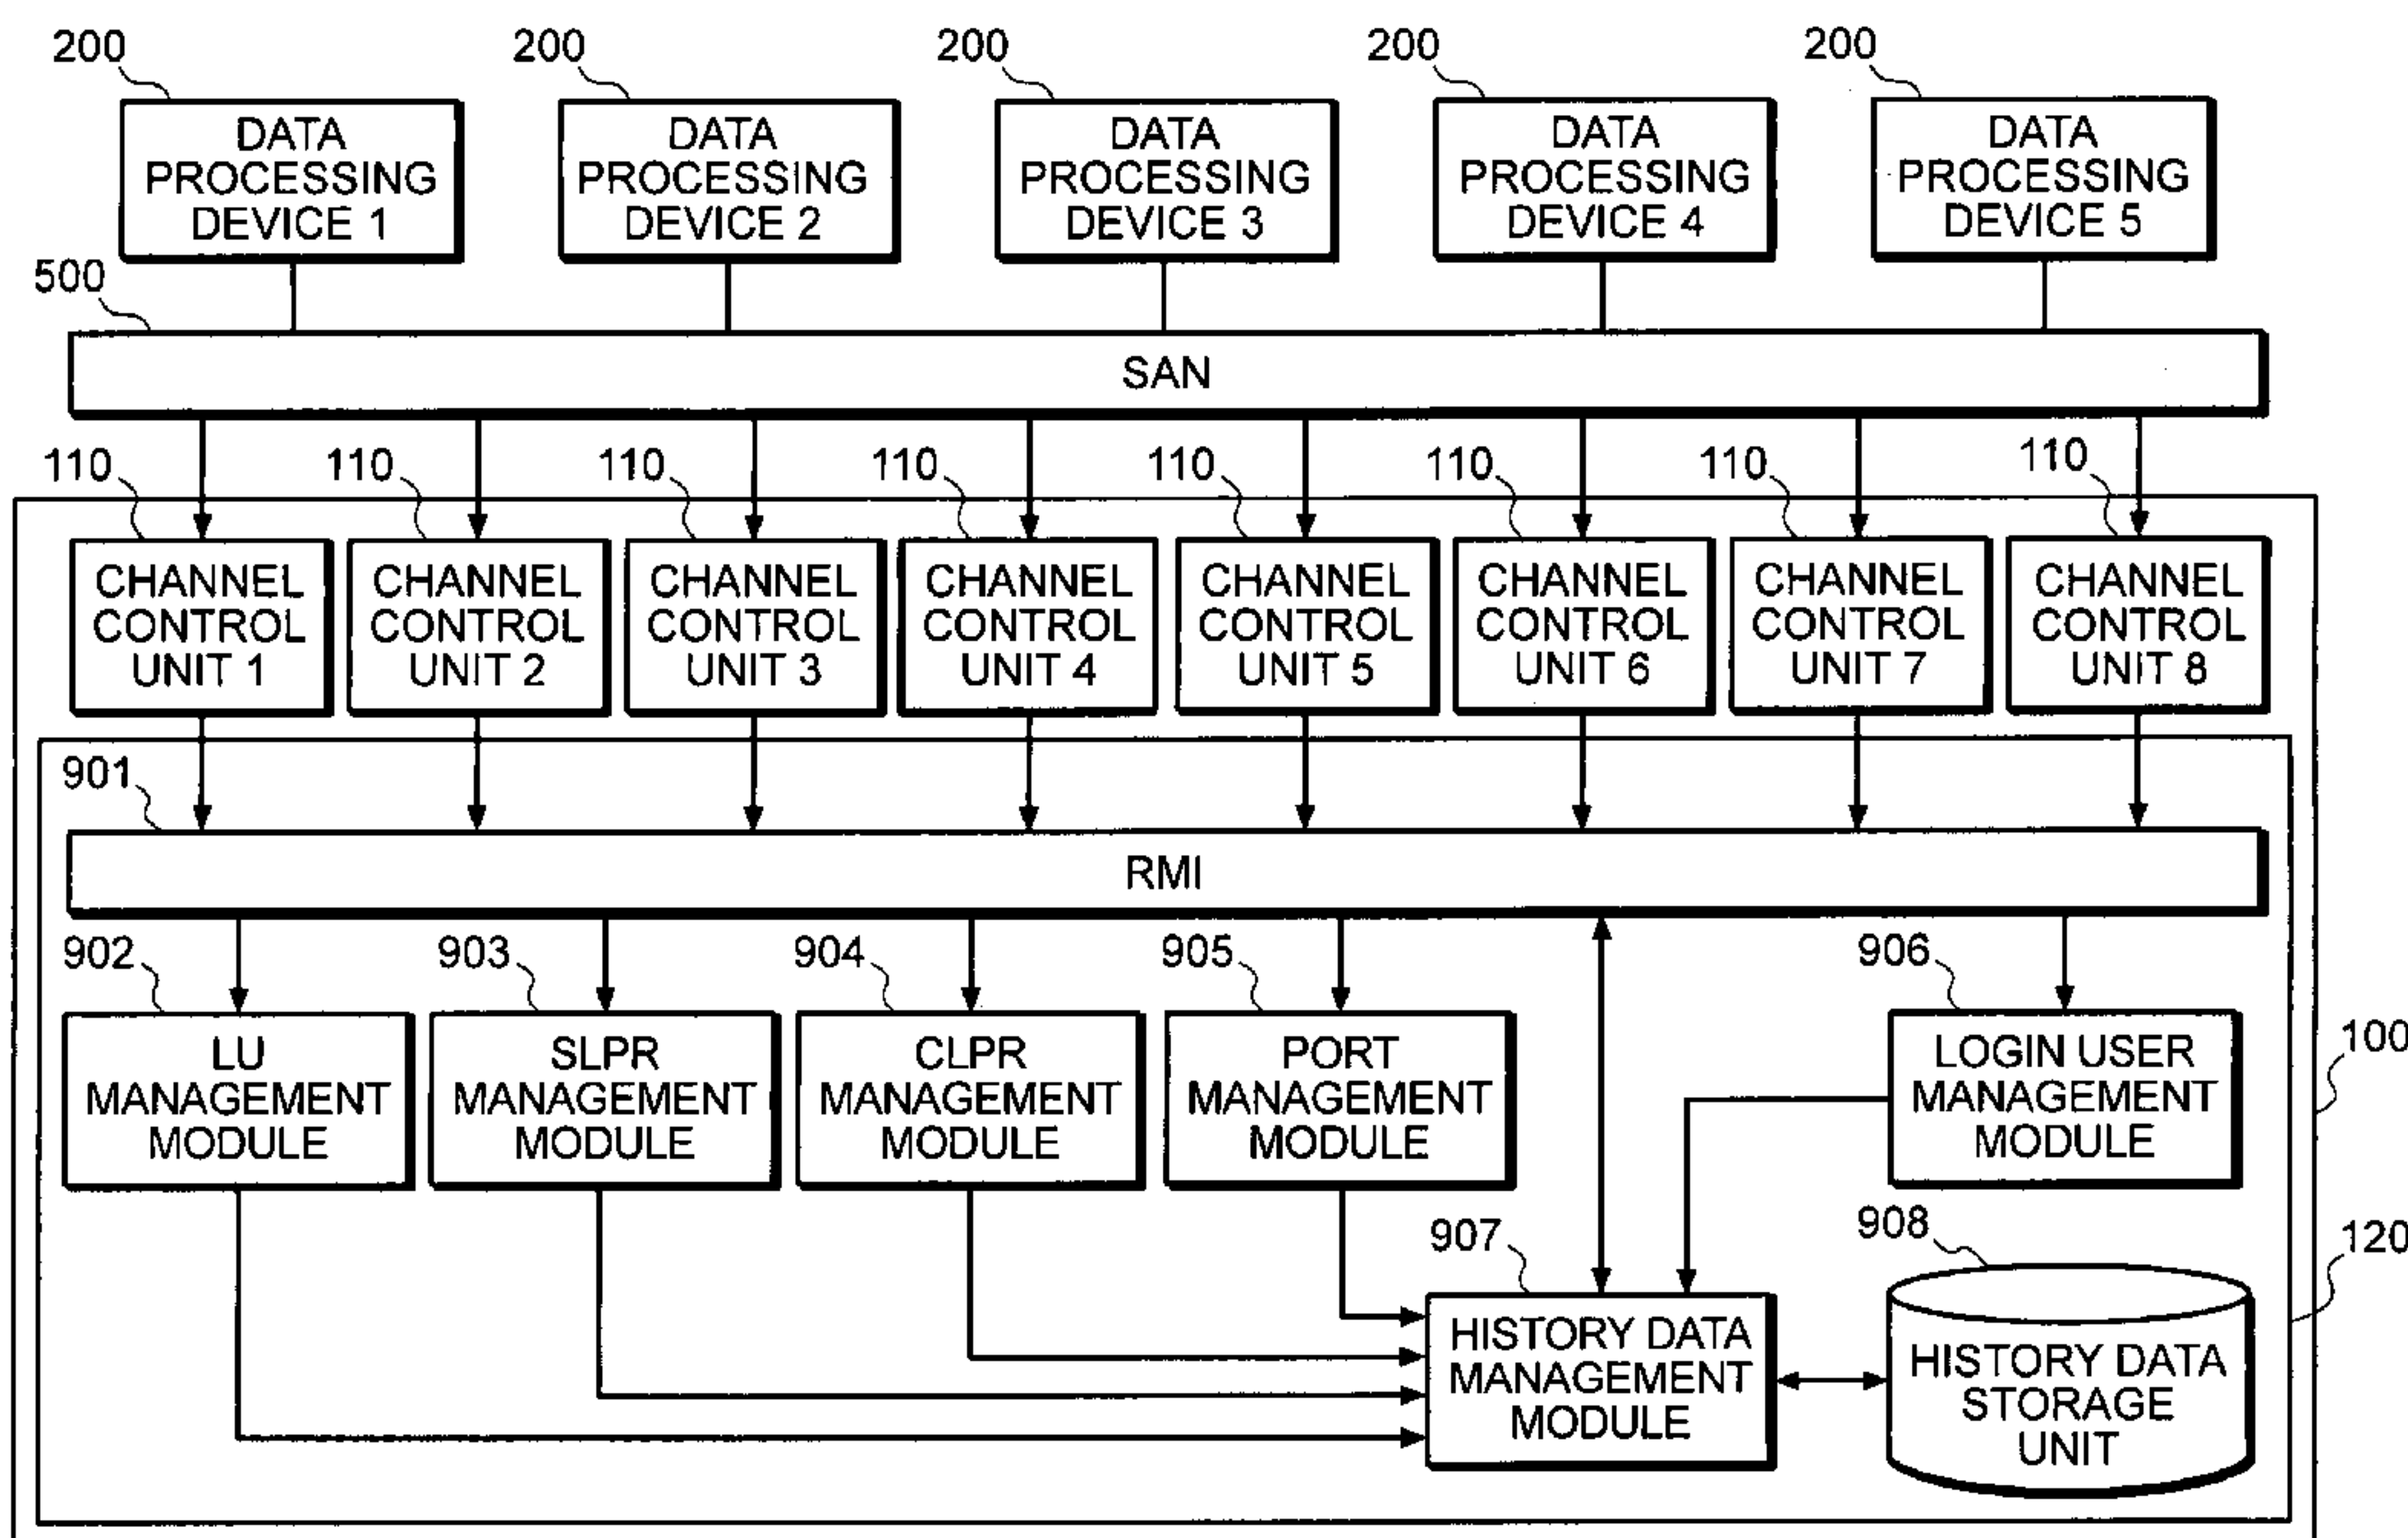 200 200 200 200 200
DATA PROCESSING DEVICE 1
DATA PROCESSING DEVICE 2
DATA PROCESSING DEVICE 3
DATA PROCESSING DEVICE 4
DATA PROCESSING DEVICE 5
500
SAN
110 110 110 110 110 110 110 110
CHANNEL CONTROL UNIT 1
CHANNEL CONTROL UNIT 2
CHANNEL CONTROL UNIT 3
CHANNEL CONTROL UNIT 4
CHANNEL CONTROL UNIT 5
CHANNEL CONTROL UNIT 6
CHANNEL CONTROL UNIT 7
CHANNEL CONTROL UNIT 8
901
RMI
902 903 904 905 906
LU MANAGEMENT MODULE
SLPR MANAGEMENT MODULE
CLPR MANAGEMENT MODULE
PORT MANAGEMENT MODULE
LOGIN USER MANAGEMENT MODULE
100
907
HISTORY DATA MANAGEMENT MODULE
908
HISTORY DATA STORAGE UNIT
120